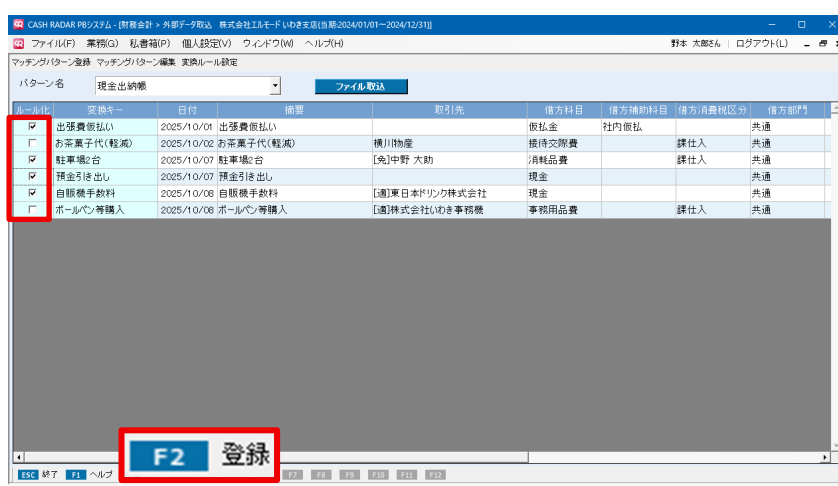 CASH RADAR PBシステム - [財務会計 > 外部データ取込 株式会社エルモード いわき支店(当期:2024/01/01～2024/12/31)]
ファイル(F) 業務(G) 私書箱(P) 個人設定(V) ウィンドウ(W) ヘルプ(H) 野本 太郎さん | ログアウト(L)
マッチングパターン登録 マッチングパターン編集 変換ルール設定
パターン名 現金出納帳 ファイル取込
ルール化 変換キー 日付 摘要 取引先 借方科目 借方補助科目 借方消費税区分 借方部門
出張費仮払い 2025/10/01 出張費仮払い 仮払金 社内仮払 共通
お茶菓子代(軽減) 2025/10/02 お茶菓子代(軽減) 横川物産 接待交際費 課仕入 共通
駐車場2台 2025/10/07 駐車場2台 [免]中野 大助 消耗品費 課仕入 共通
預金引き出し 2025/10/07 預金引き出し 現金 共通
自販機手数料 2025/10/08 自販機手数料 [適]東日本ドリンク株式会社 現金 共通
ボールペン等購入 2025/10/08 ボールペン等購入 [適]株式会社いわき事務機 事務用品費 課仕入 共通
ESC 終了 F1 ヘルプ F2 登録 F7 F8 F9 F10 F11 F12